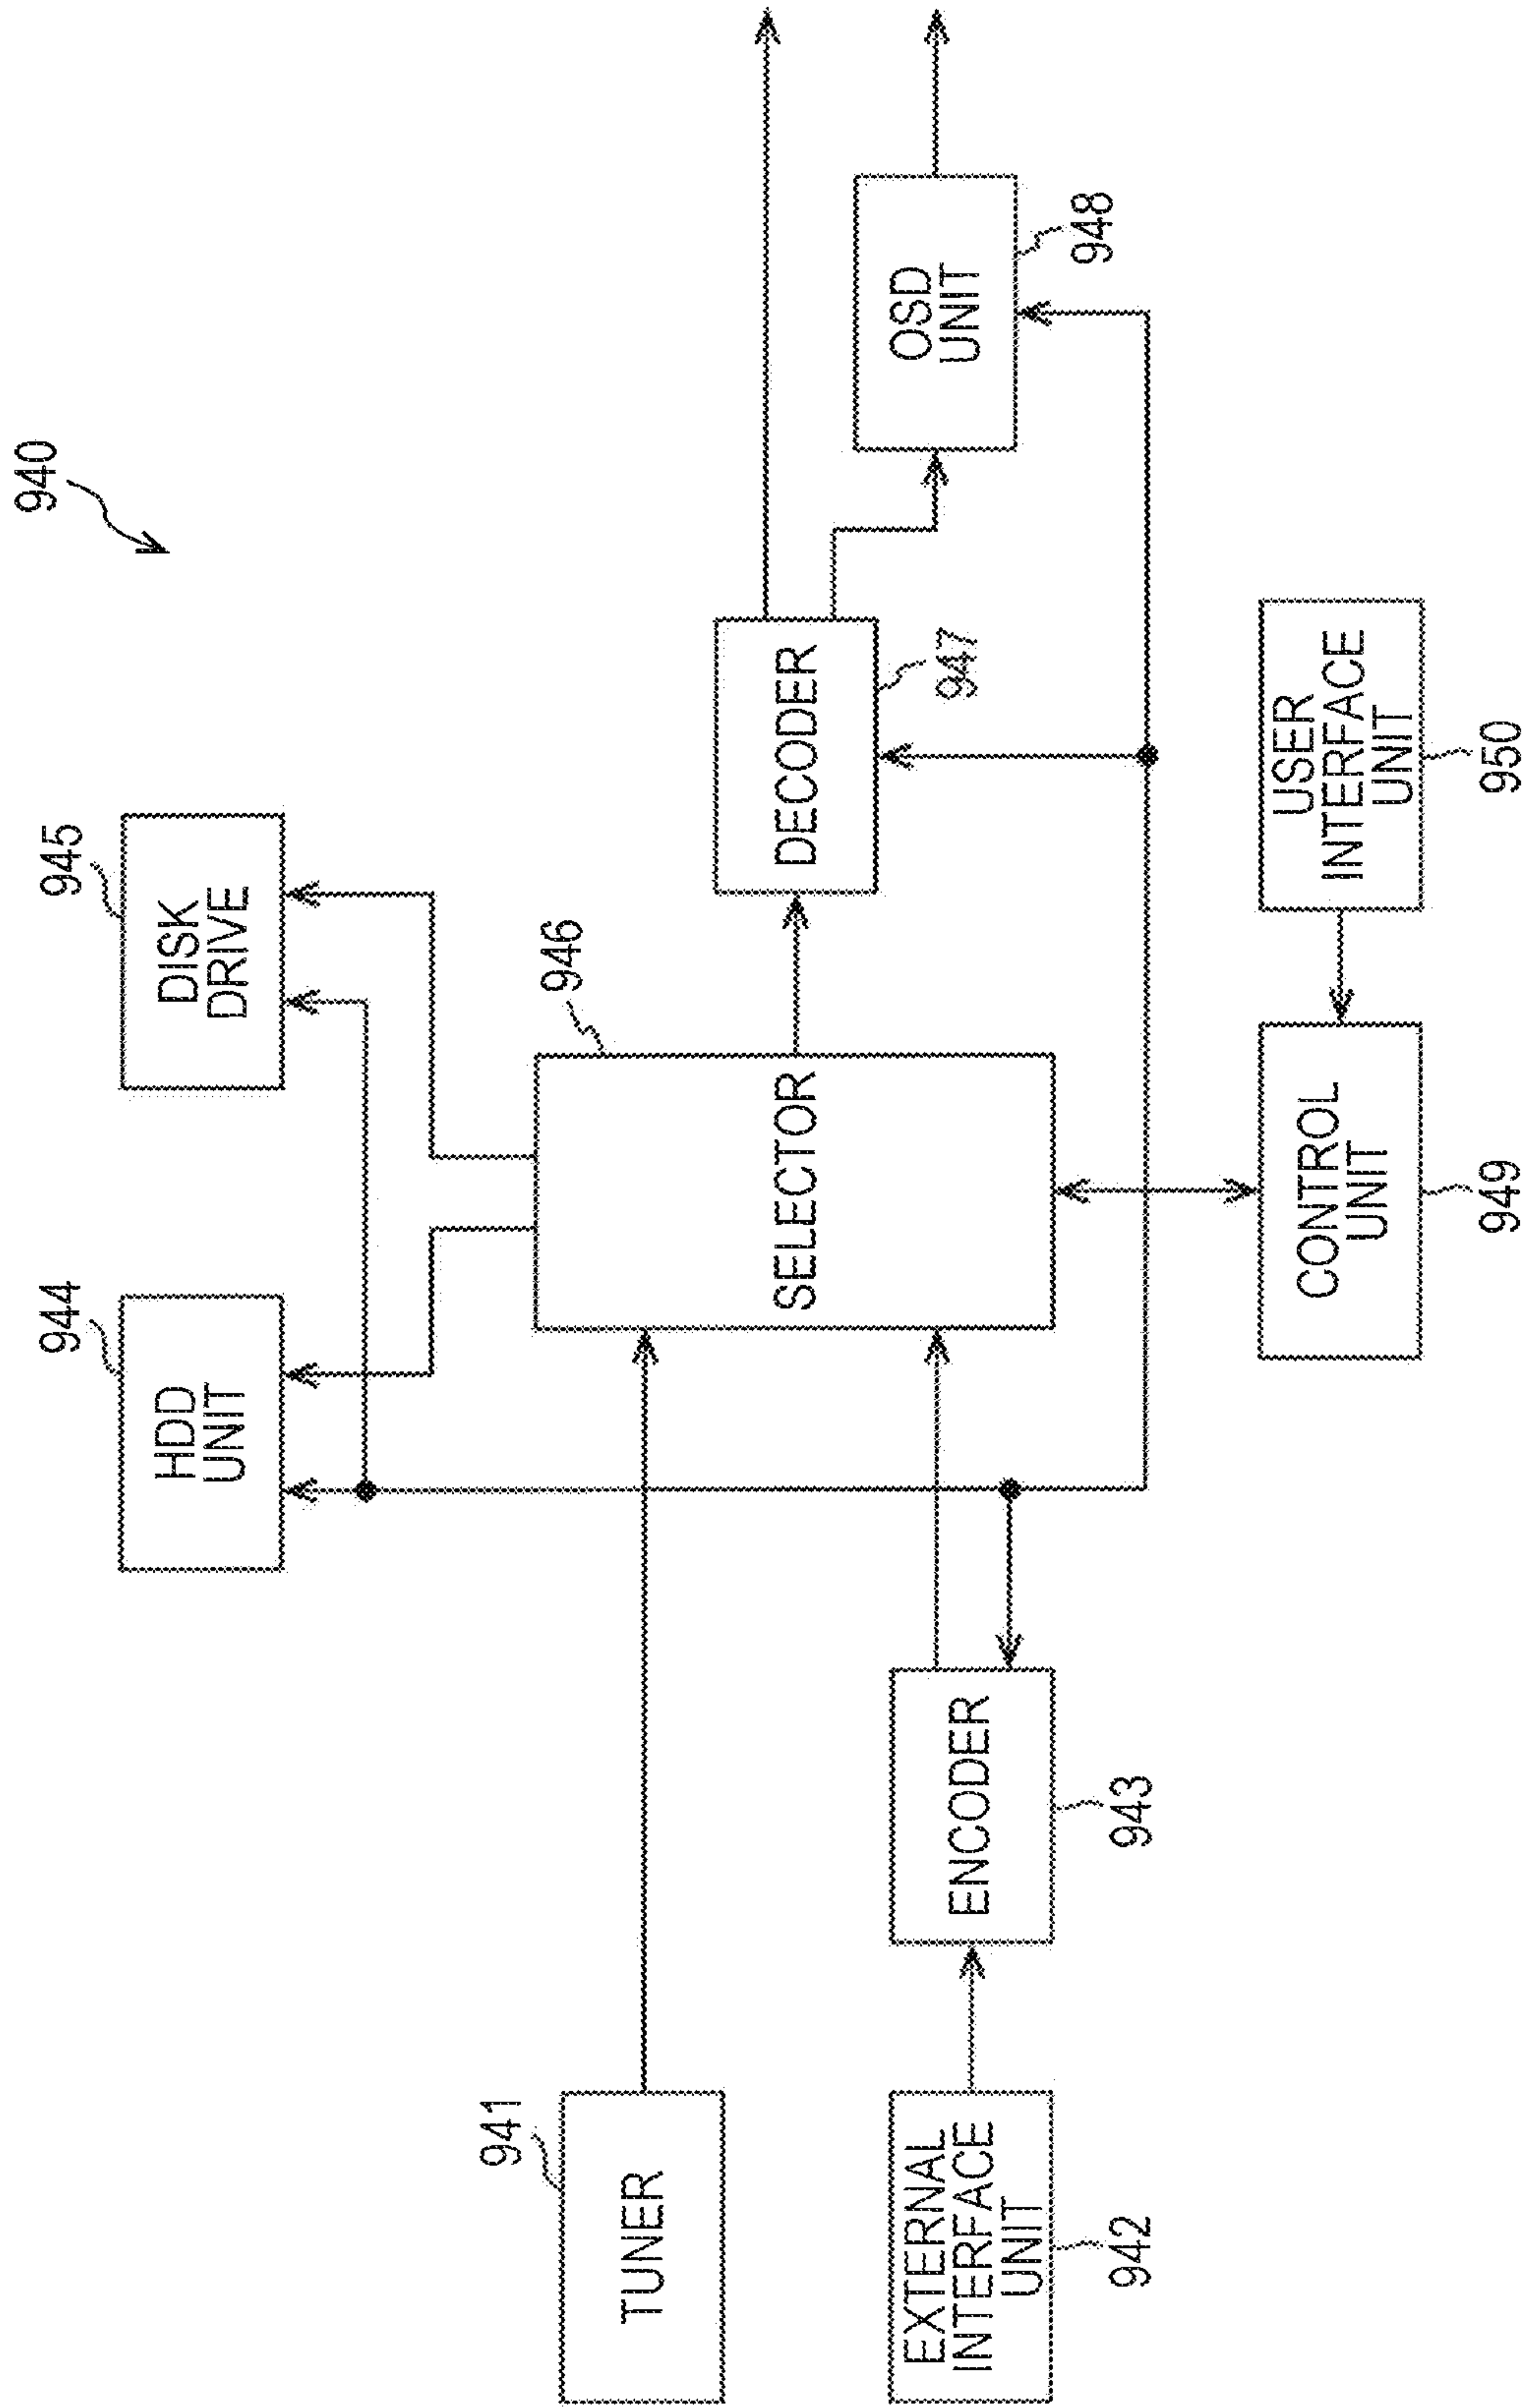 940
941
TUNER
EXTERNAL
INTERFACE
UNIT
942
ENCODER
943
944
HDD
UNIT
945
DISK
DRIVE
946
SELECTOR
DECODER
947
OSD
UNIT
948
CONTROL
UNIT
949
USER
INTERFACE
UNIT
950